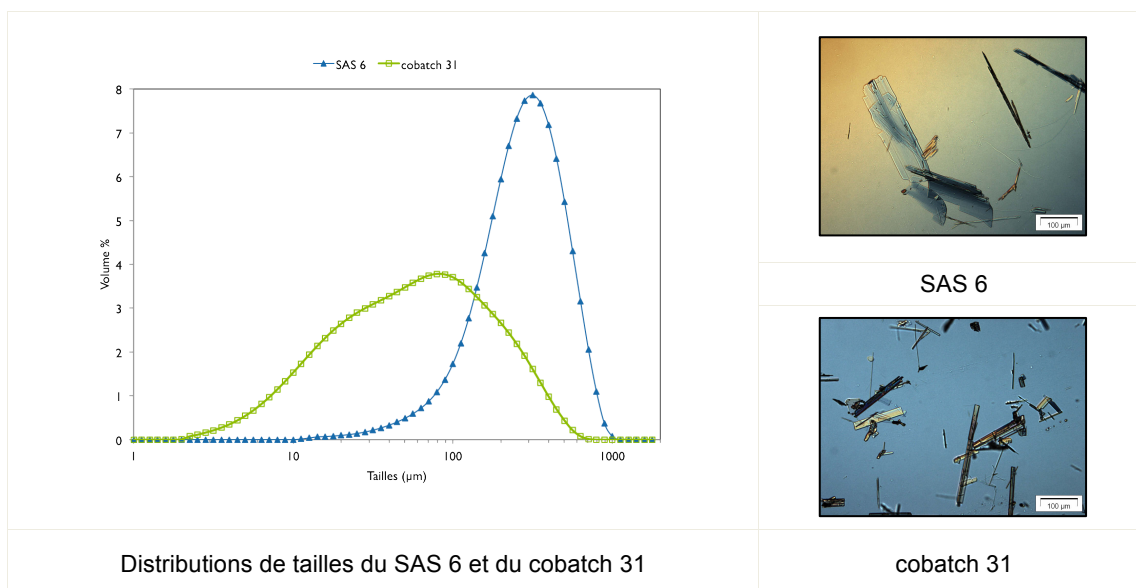 SAS 6 cobatch 31
8
7
6
5
4
3
2
1
0
Volume %
1 10 100 1000
Tailles (µm)
Distributions de tailles du SAS 6 et du cobatch 31
100 µm
SAS 6
100 µm
cobatch 31